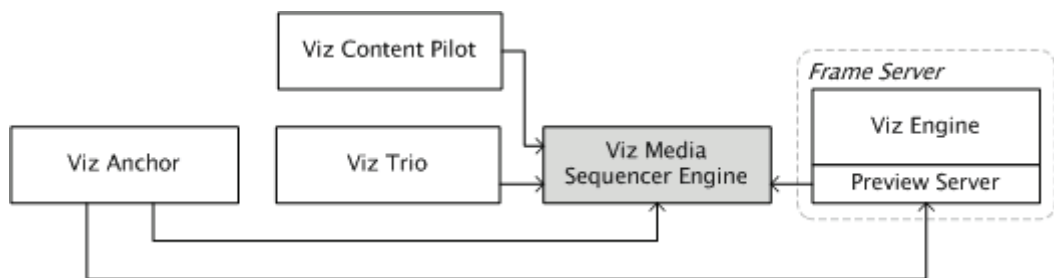 Viz Content Pilot
Frame Server
Viz Engine
Viz Anchor
Viz Trio
Viz Media
Sequencer Engine
Preview Server